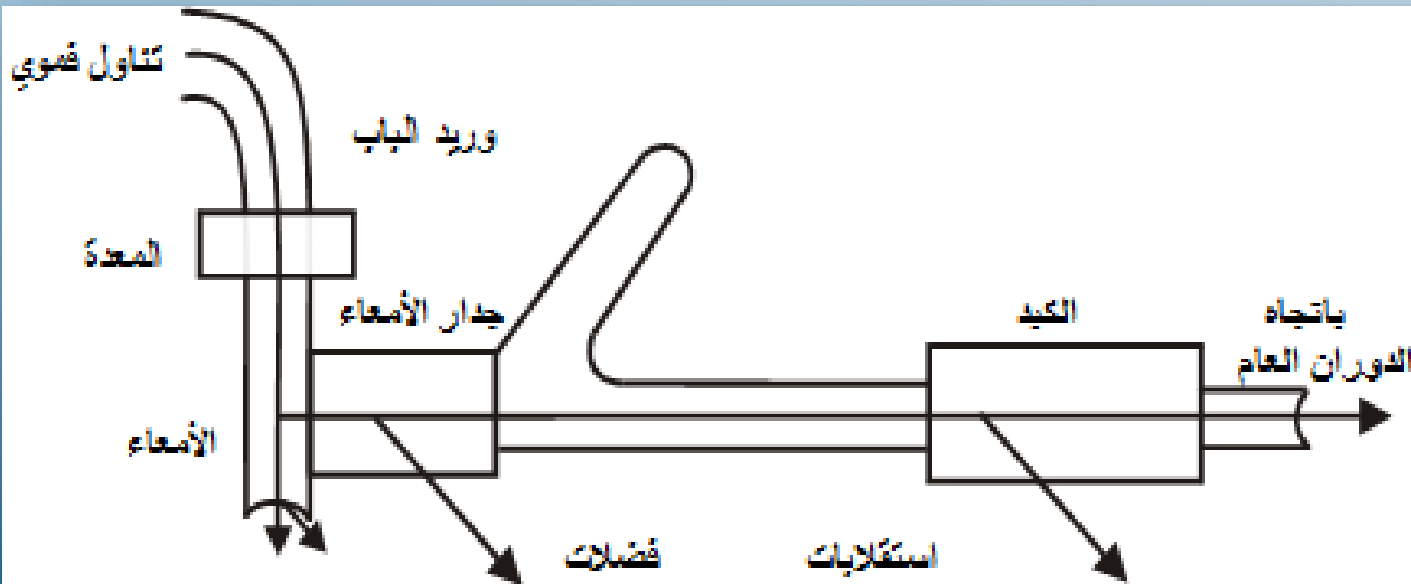 تناول فموي
وريد الباب
المعدة
جدار الأمعاء
الكبد
باتجاه
الدوران العام
الأمعاء
فضلات
استقلابات